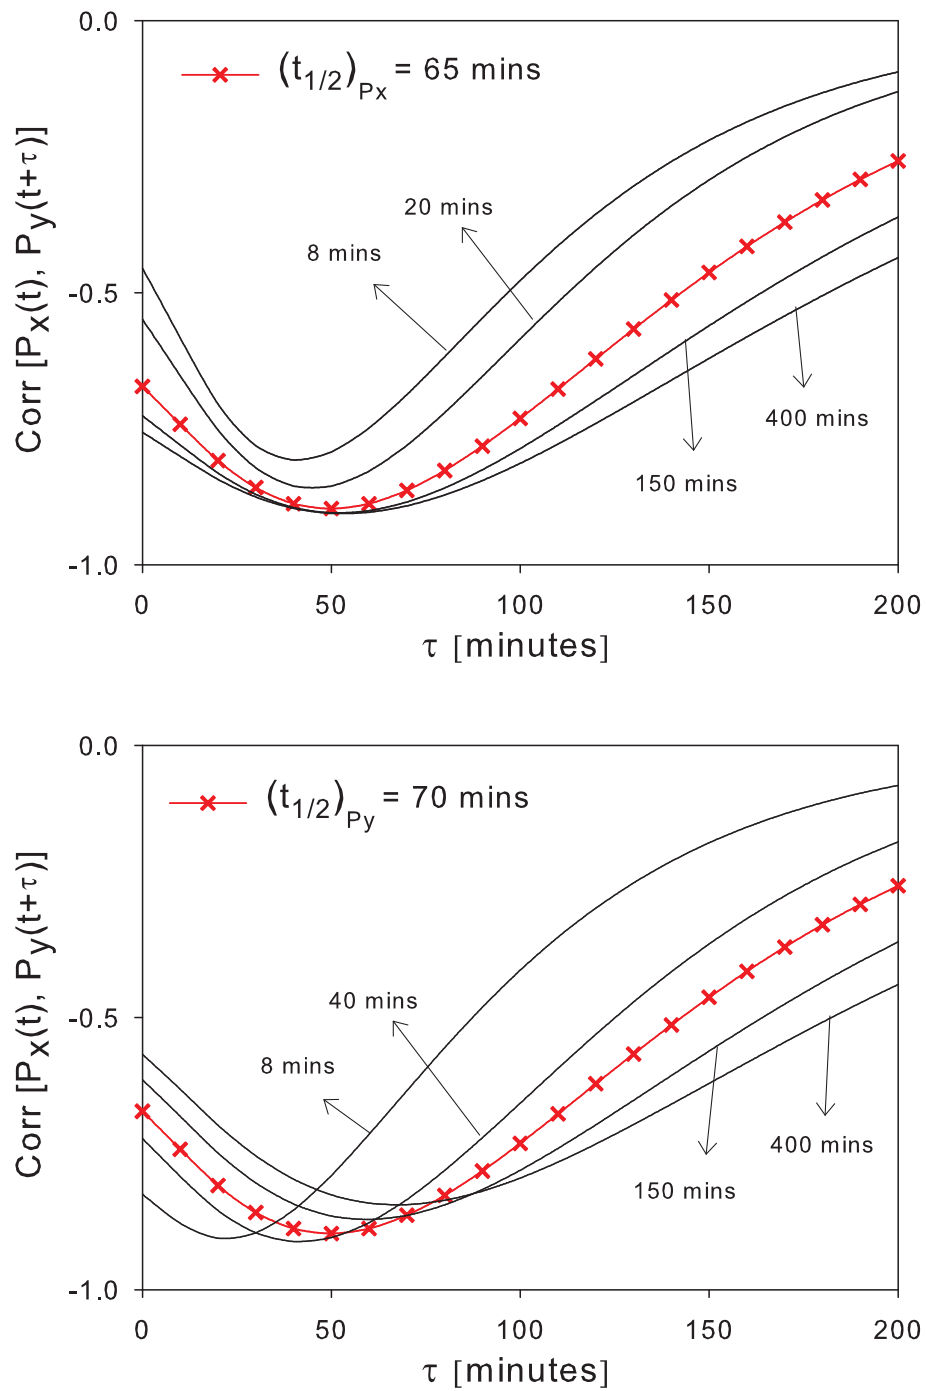 0.0
(t1/2)Px = 65 mins
20 mins
8 mins
Corr [Px(t), Py(t+τ)]
-0.5
400 mins
150 mins
-1.0
0 50 100 150 200
τ [minutes]
0.0
(t1/2)Py = 70 mins
40 mins
8 mins
Corr [Px(t), Py(t+τ)]
-0.5
400 mins
150 mins
-1.0
0 50 100 150 200
τ [minutes]